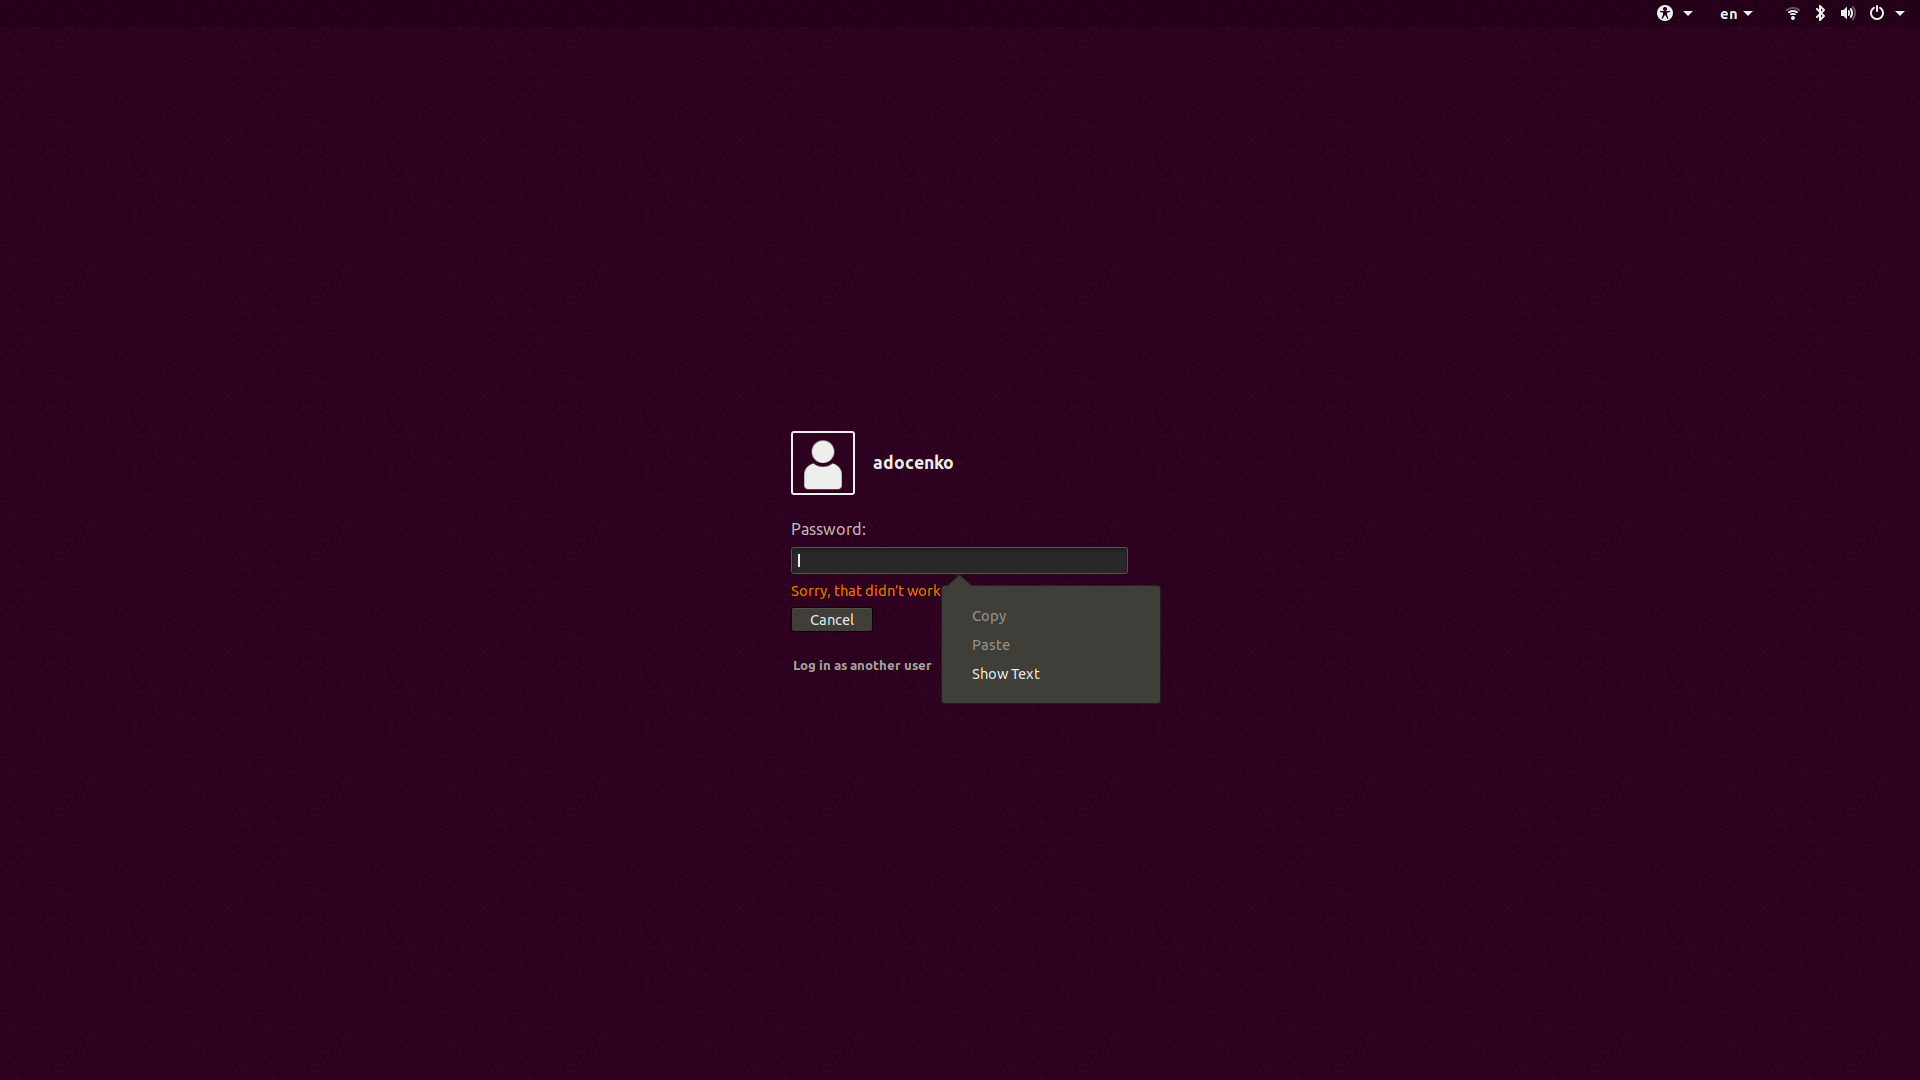 en
adocenko
Password:
Sorry, that didn't work
Cancel
Log in as another user
Copy
Paste
Show Text